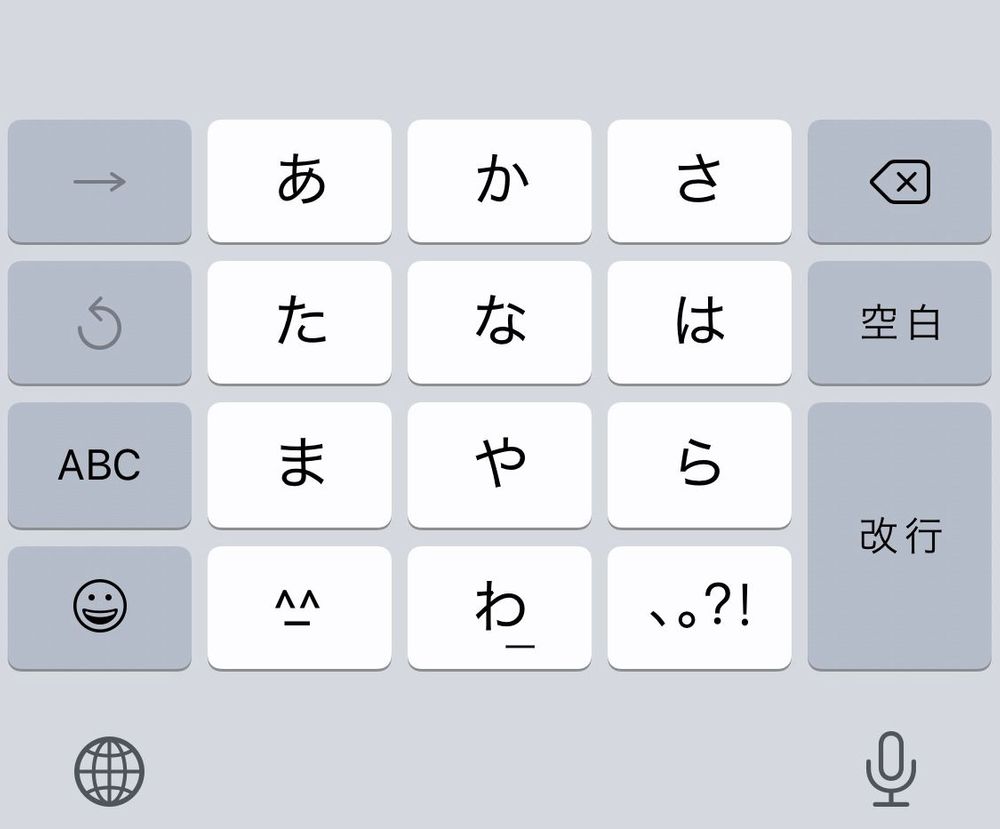 → あ か さ
た な は 空白
ABC ま や ら
改行
^^ わ_ 、。?!